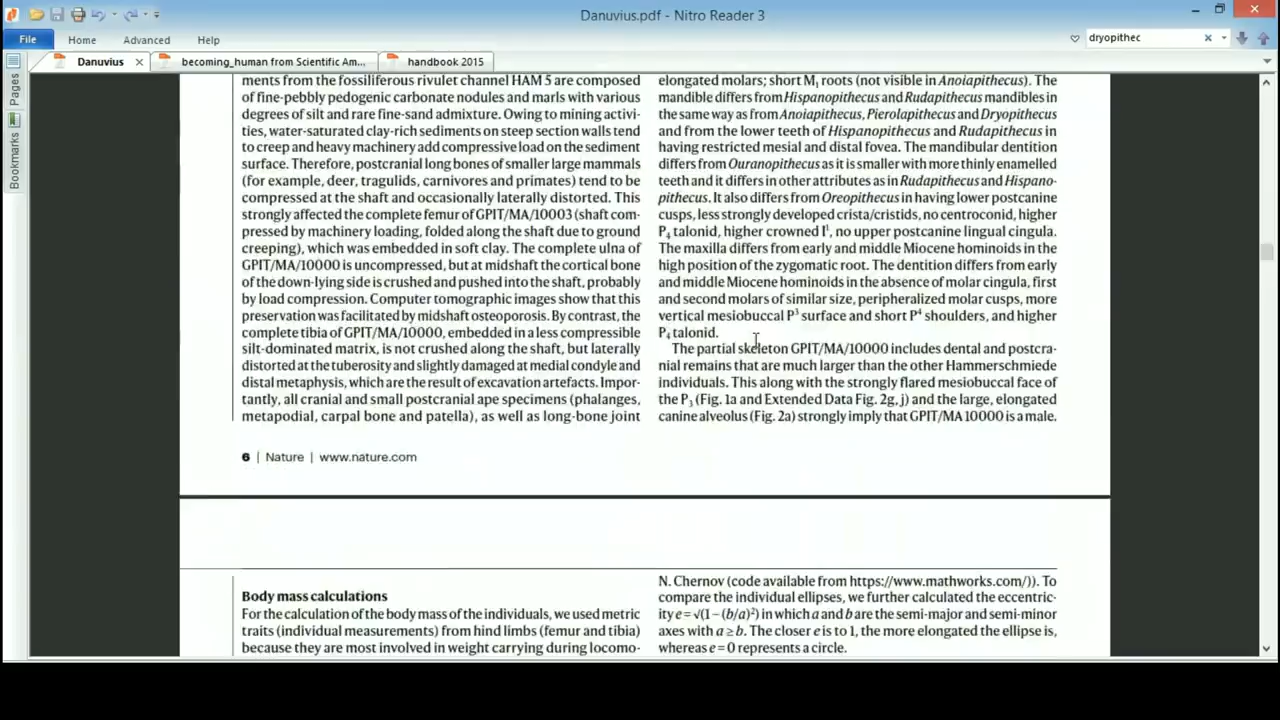 Danuvius.pdf - Nitro Reader 3
File
Home
Advanced
Help
dryopithec
Danuvius
becoming_human from Scientific Am...
handbook 2015
Pages
Bookmarks
ments from the fossiliferous rivulet channel HAM 5 are composed
of fine-pebbly pedogenic carbonate nodules and marls with various
degrees of silt and rare fine-sand admixture. Owing to mining activi-
ties, water-saturated clay-rich sediments on steep section walls tend
to creep and heavy machinery add compressive load on the sediment
surface. Therefore, postcranial long bones of smaller large mammals
(for example, deer, tragulids, carnivores and primates) tend to be
compressed at the shaft and occasionally laterally distorted. This
strongly affected the complete femur of GPIT/MA/10003 (shaft com-
pressed by machinery loading, folded along the shaft due to ground
creeping), which was embedded in soft clay. The complete ulna of
GPIT/MA/10000 is uncompressed, but at midshaft the cortical bone
of the down-lying side is crushed and pushed into the shaft, probably
by load compression. Computer tomographic images show that this
preservation was facilitated by midshaft osteoporosis. By contrast, the
complete tibia of GPIT/MA/10000, embedded in a less compressible
silt-dominated matrix, is not crushed along the shaft, but laterally
distorted at the tuberosity and slightly damaged at medial condyle and
distal metaphysis, which are the result of excavation artefacts. Impor-
tantly, all cranial and small postcranial ape specimens (phalanges,
metapodial, carpal bone and patella), as well as long-bone joint
elongated molars; short M₁ roots (not visible in Anoiapithecus). The
mandible differs from Hispanopithecus and Rudapithecus mandibles in
the same way as from Anoiapithecus, Pierolapithecus and Dryopithecus
and from the lower teeth of Hispanopithecus and Rudapithecus in
having restricted mesial and distal fovea. The mandibular dentition
differs from Ouranopithecus as it is smaller with more thinly enamelled
teeth and it differs in other attributes as in Rudapithecus and Hispano-
pithecus. It also differs from Oreopithecus in having lower postcanine
cusps, less strongly developed crista/cristids, no centroconid, higher
P₄ talonid, higher crowned I¹, no upper postcanine lingual cingula.
The maxilla differs from early and middle Miocene hominoids in the
high position of the zygomatic root. The dentition differs from early
and middle Miocene hominoids in the absence of molar cingula, first
and second molars of similar size, peripheralized molar cusps, more
vertical mesiobuccal P³ surface and short P⁴ shoulders, and higher
P₄ talonid.
The partial skeleton GPIT/MA/10000 includes dental and postcra-
nial remains that are much larger than the other Hammerschmiede
individuals. This along with the strongly flared mesiobuccal face of
the P₃ (Fig. 1a and Extended Data Fig. 2g, j) and the large, elongated
canine alveolus (Fig. 2a) strongly imply that GPIT/MA 10000 is a male.
6 | Nature | www.nature.com
Body mass calculations
For the calculation of the body mass of the individuals, we used metric
traits (individual measurements) from hind limbs (femur and tibia)
because they are most involved in weight carrying during locomo-
N. Chernov (code available from https://www.mathworks.com/)). To
compare the individual ellipses, we further calculated the eccentric-
ity e = √(1 − (b/a)²) in which a and b are the semi-major and semi-minor
axes with a ≥ b. The closer e is to 1, the more elongated the ellipse is,
whereas e = 0 represents a circle.